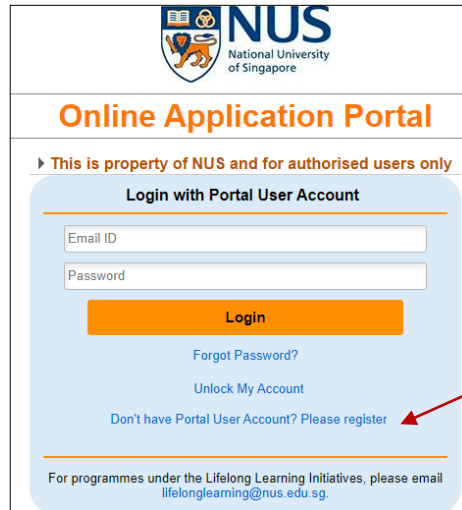 NUS
National University
of Singapore
Online Application Portal
This is property of NUS and for authorised users only
Login with Portal User Account
Email ID
Password
Login
Forgot Password?
Unlock My Account
Don't have Portal User Account? Please register
For programmes under the Lifelong Learning Initiatives, please email
lifelonglearning@nus.edu.sg.